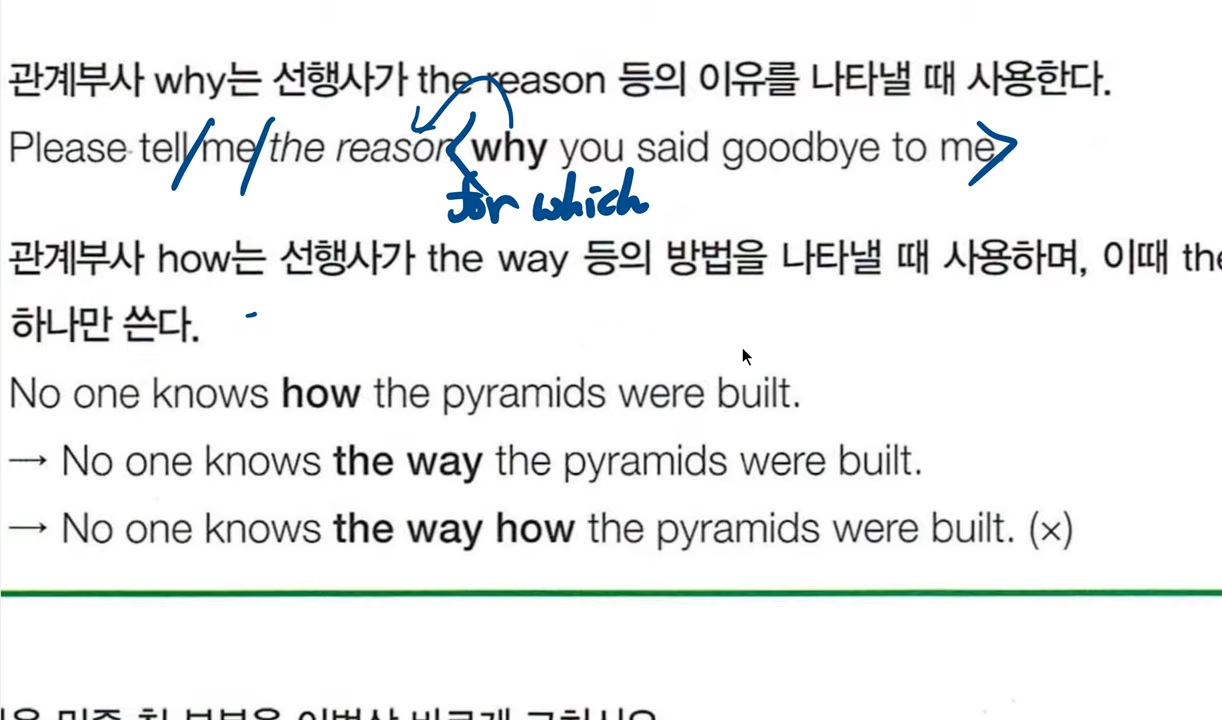 관계부사 why는 선행사가 the reason 등의 이유를 나타낼 때 사용한다.
Please tell me the reason why you said goodbye to me.
for which
관계부사 how는 선행사가 the way 등의 방법을 나타낼 때 사용하며, 이때 the
하나만 쓴다.
No one knows how the pyramids were built.
→ No one knows the way the pyramids were built.
→ No one knows the way how the pyramids were built. (×)